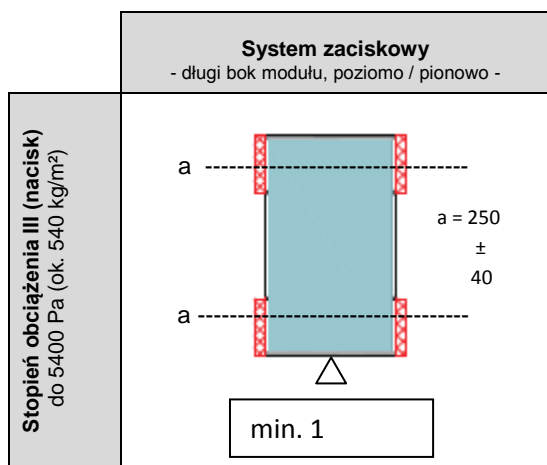 System zaciskowy
- długi bok modułu, poziomo / pionowo -
Stopień obciążenia III (nacisk)
do 5400 Pa (ok. 540 kg/m²)
a
a = 250
±
40
a
min. 1